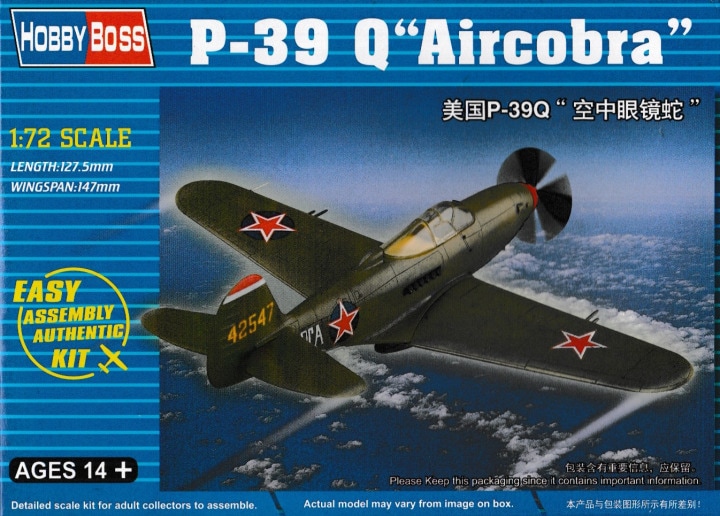 HOBBY BOSS
P-39 Q “Aircobra”
美国P-39Q“空中眼镜蛇”
1:72 SCALE
LENGTH:127.5mm
WINGSPAN:147mm
EASY
ASSEMBLY
AUTHENTIC
KIT
42547
AGES 14 +
包装含有重要信息，应保留.
Please Keep this packaging since it contains important information.
Detailed scale kit for adult collectors to assemble.
Actual model may vary from image on box.
本产品与包装图形所示有所差别！